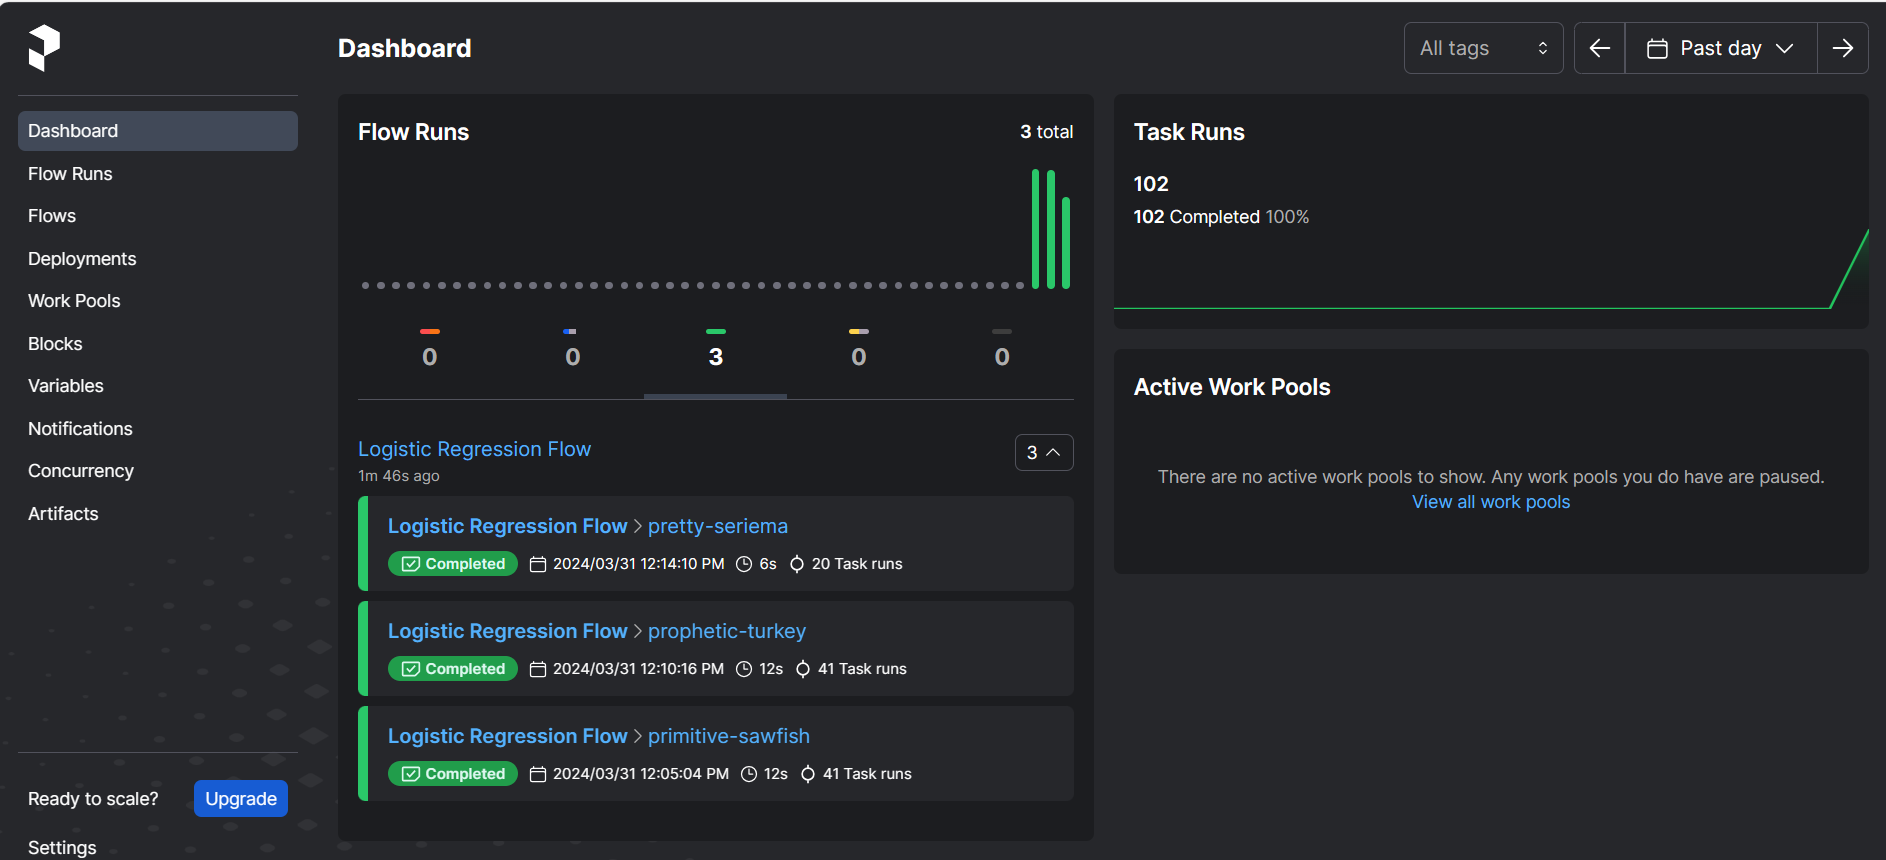 Dashboard
All tags
Past day
Dashboard
Flow Runs
Flows
Deployments
Work Pools
Blocks
Variables
Notifications
Concurrency
Artifacts
Ready to scale? Upgrade
Settings
Flow Runs
3 total
0 0 3 0 0
Logistic Regression Flow
3
1m 46s ago
Logistic Regression Flow > pretty-seriema
Completed 2024/03/31 12:14:10 PM 6s 20 Task runs
Logistic Regression Flow > prophetic-turkey
Completed 2024/03/31 12:10:16 PM 12s 41 Task runs
Logistic Regression Flow > primitive-sawfish
Completed 2024/03/31 12:05:04 PM 12s 41 Task runs
Task Runs
102
102 Completed 100%
Active Work Pools
There are no active work pools to show. Any work pools you do have are paused.
View all work pools